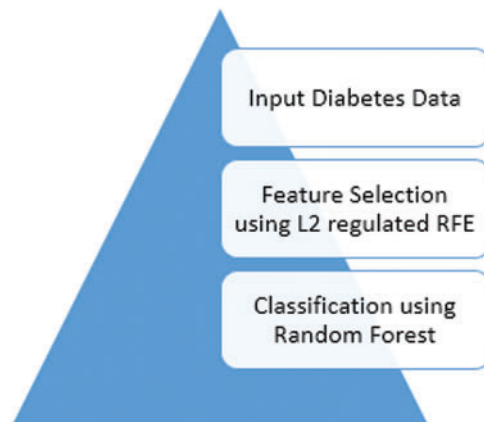 Input Diabetes Data
Feature Selection
using L2 regulated RFE
Classification using
Random Forest